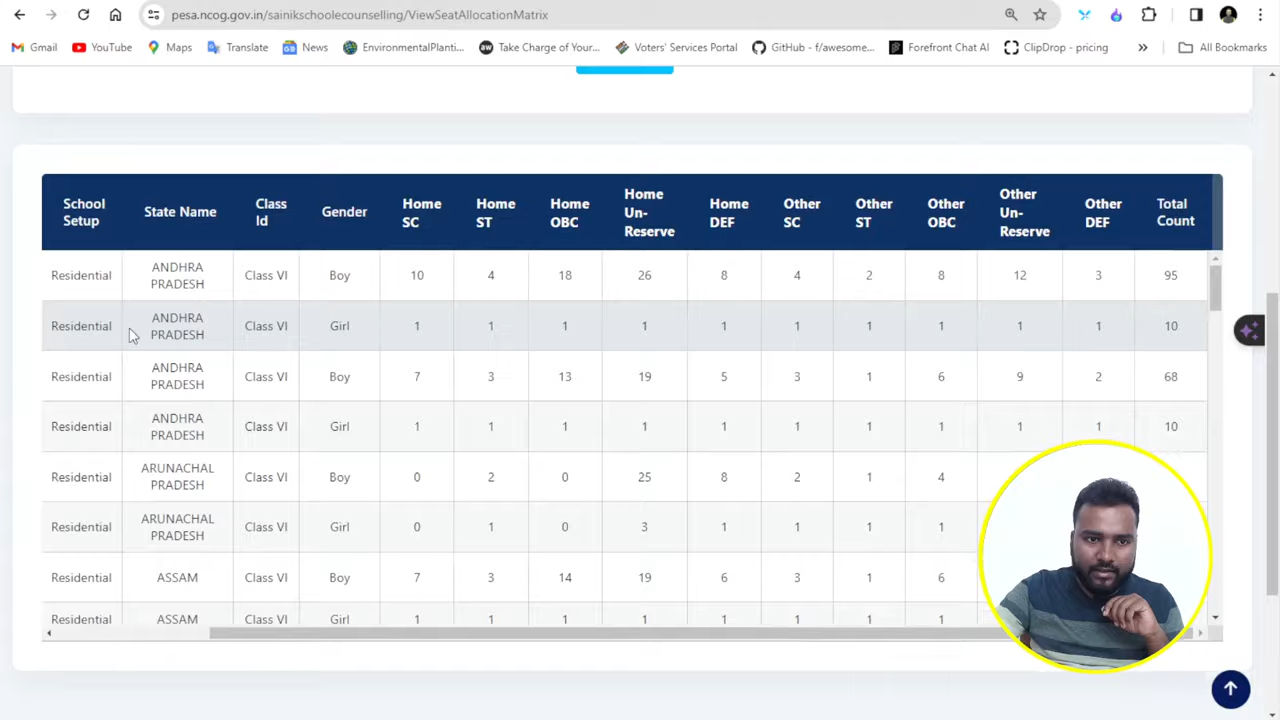 pesa.ncog.gov.in/sainikschoolecounselling/ViewSeatAllocationMatrix
Gmail YouTube Maps Translate News EnvironmentalPlanti... Take Charge of Your... Voters' Services Portal GitHub - f/awesome... Forefront Chat AI ClipDrop - pricing » All Bookmarks
School Setup State Name Class Id Gender Home SC Home ST Home OBC Home Un-Reserve Home DEF Other SC Other ST Other OBC Other Un-Reserve Other DEF Total Count
Residential ANDHRA PRADESH Class VI Boy 10 4 18 26 8 4 2 8 12 3 95
Residential ANDHRA PRADESH Class VI Girl 1 1 1 1 1 1 1 1 1 1 10
Residential ANDHRA PRADESH Class VI Boy 7 3 13 19 5 3 1 6 9 2 68
Residential ANDHRA PRADESH Class VI Girl 1 1 1 1 1 1 1 1 1 1 10
Residential ARUNACHAL PRADESH Class VI Boy 0 2 0 25 8 2 1 4
Residential ARUNACHAL PRADESH Class VI Girl 0 1 0 3 1 1 1 1
Residential ASSAM Class VI Boy 7 3 14 19 6 3 1 6
Residential ASSAM Class VI Girl 1 1 1 1 1 1 1 1